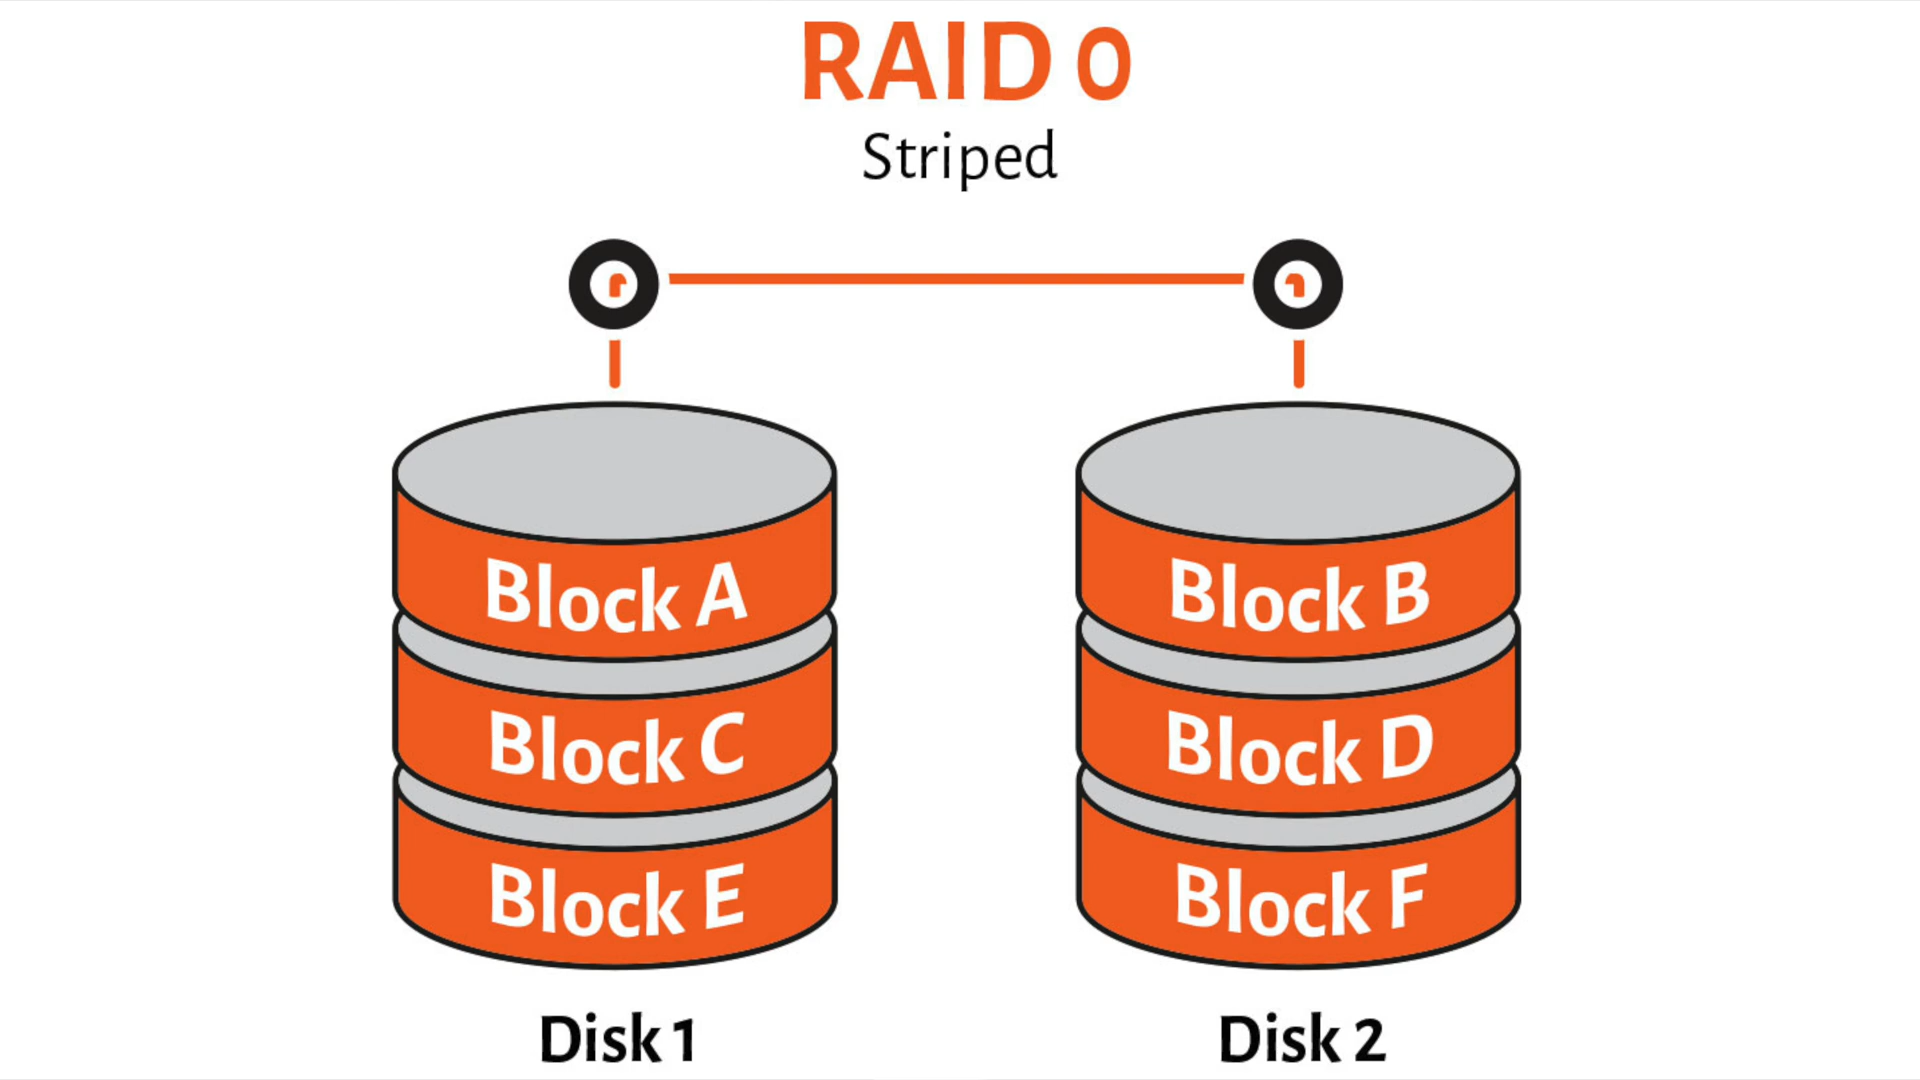 RAID 0
Striped
Block A
Block C
Block E
Disk 1
Block B
Block D
Block F
Disk 2